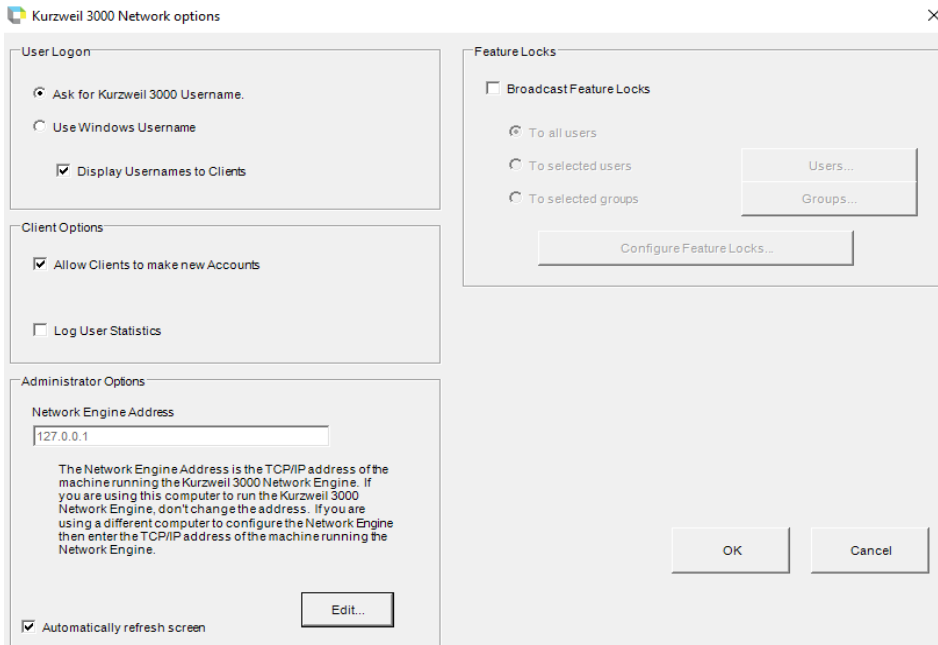 Kurzweil 3000 Network options
User Logon
Ask for Kurzweil 3000 Username.
Use Windows Username
Display Usernames to Clients
Client Options
Allow Clients to make new Accounts
Log User Statistics
Administrator Options
Network Engine Address
127.0.0.1
The Network Engine Address is the TCP/IP address of the
machine running the Kurzweil 3000 Network Engine. If
you are using this computer to run the Kurzweil 3000
Network Engine, don't change the address. If you are
using a different computer to configure the Network Engine
then enter the TCP/IP address of the machine running the
Network Engine.
Edit...
Automatically refresh screen
Feature Locks
Broadcast Feature Locks
To all users
To selected users
Users...
To selected groups
Groups...
Configure Feature Locks...
OK
Cancel